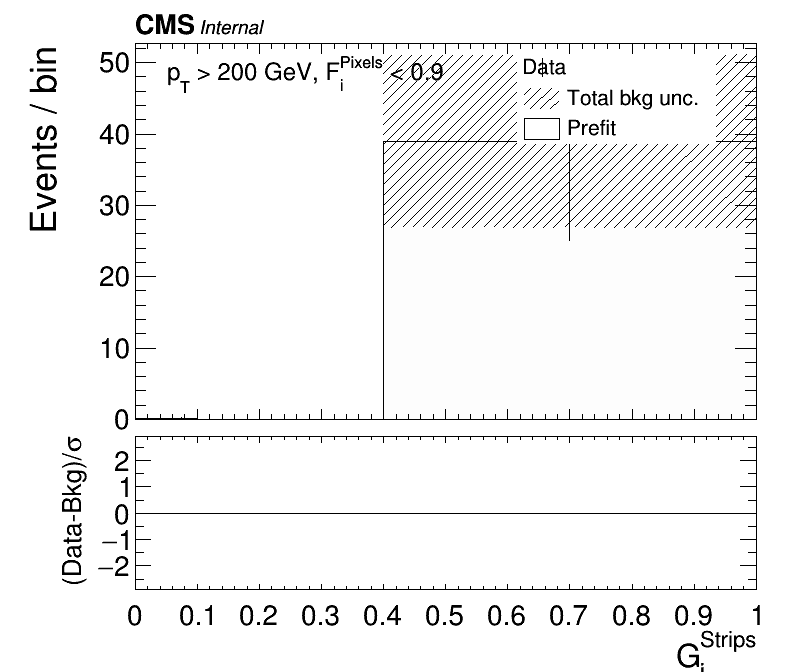 CMS Internal
Events / bin
p_T > 200 GeV, F_i^Pixels < 0.9
Data
Total bkg unc.
Prefit
50
40
30
20
10
0
(Data-Bkg)/σ
2
1
0
−1
−2
0 0.1 0.2 0.3 0.4 0.5 0.6 0.7 0.8 0.9 1
G_i^Strips